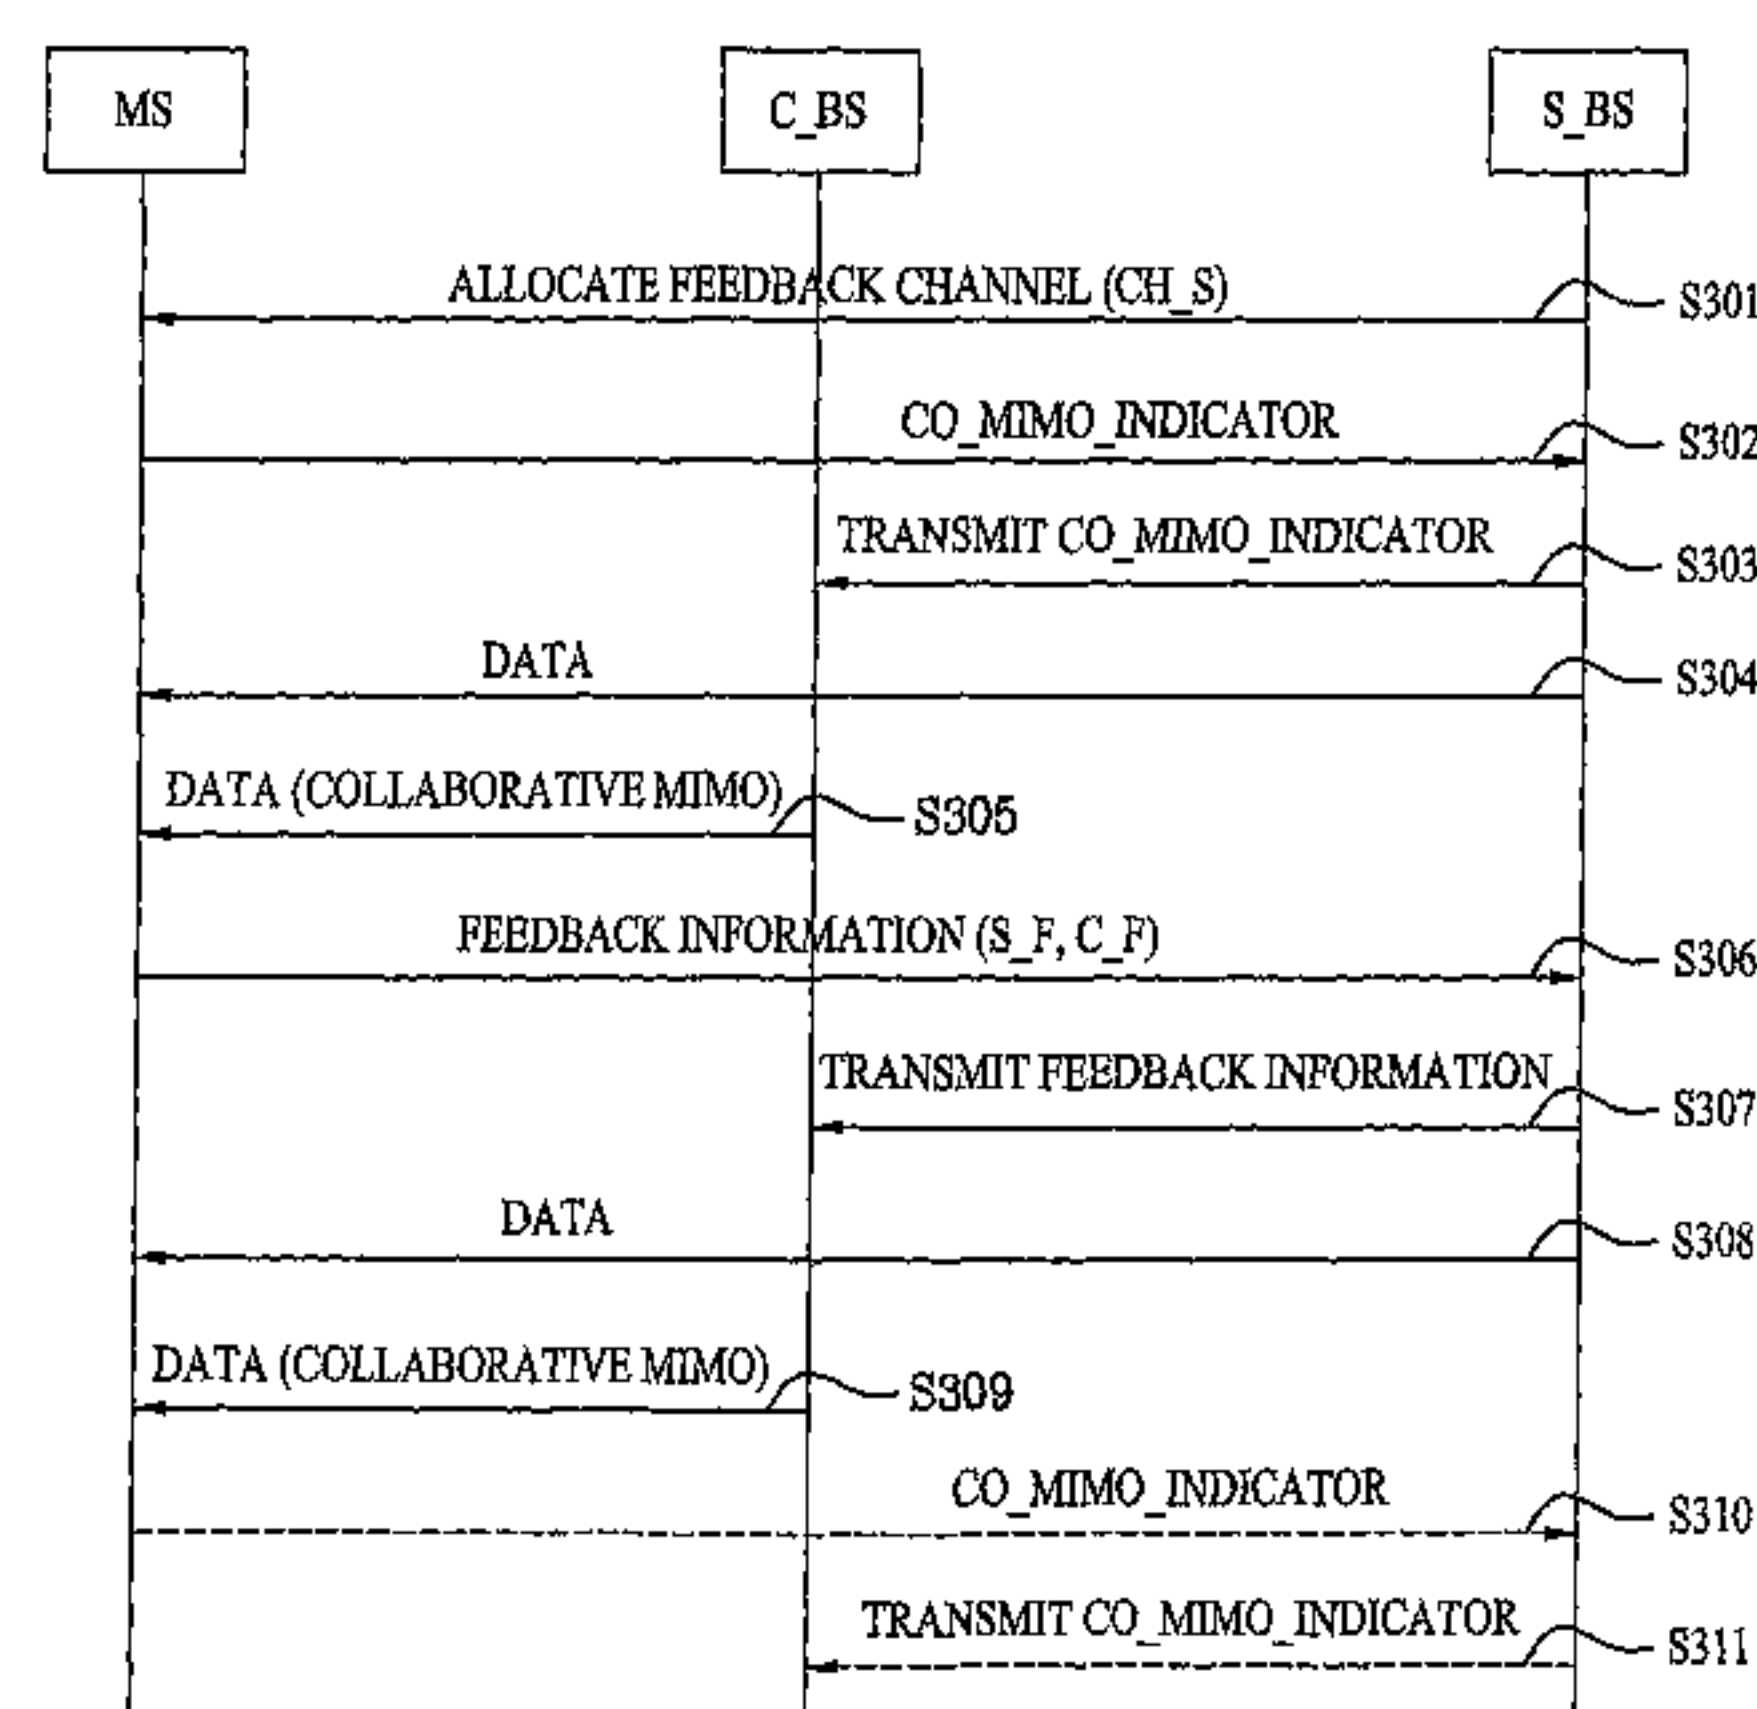 MS
C_BS
S_BS
ALLOCATE FEEDBACK CHANNEL (CH_S)
S301
CO_MIMO_INDICATOR
S302
TRANSMIT CO_MIMO_INDICATOR
S303
DATA
S304
DATA (COLLABORATIVE MIMO)
S305
FEEDBACK INFORMATION (S_F, C_F)
S306
TRANSMIT FEEDBACK INFORMATION
S307
DATA
S308
DATA (COLLABORATIVE MIMO)
S309
CO_MIMO_INDICATOR
S310
TRANSMIT CO_MIMO_INDICATOR
S311